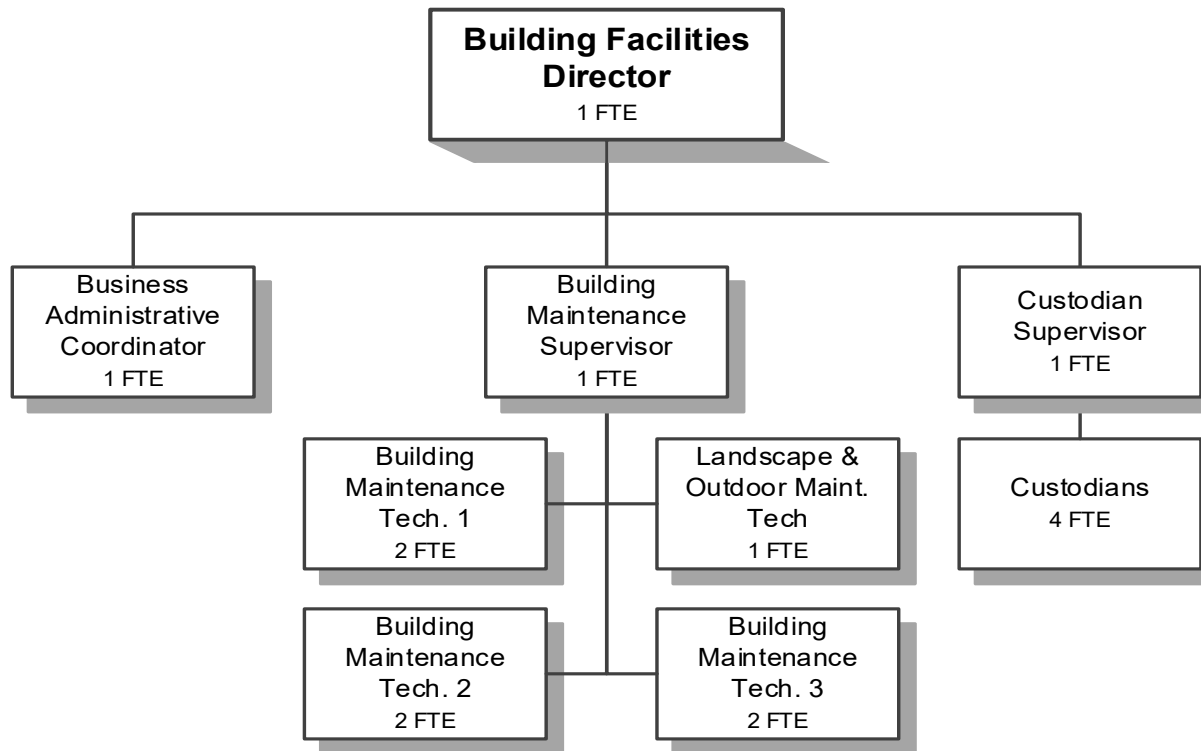 Building Facilities
Director
1 FTE
Business
Administrative
Coordinator
1 FTE
Building
Maintenance
Supervisor
1 FTE
Custodian
Supervisor
1 FTE
Building
Maintenance
Tech. 1
2 FTE
Landscape &
Outdoor Maint.
Tech
1 FTE
Custodians
4 FTE
Building
Maintenance
Tech. 2
2 FTE
Building
Maintenance
Tech. 3
2 FTE